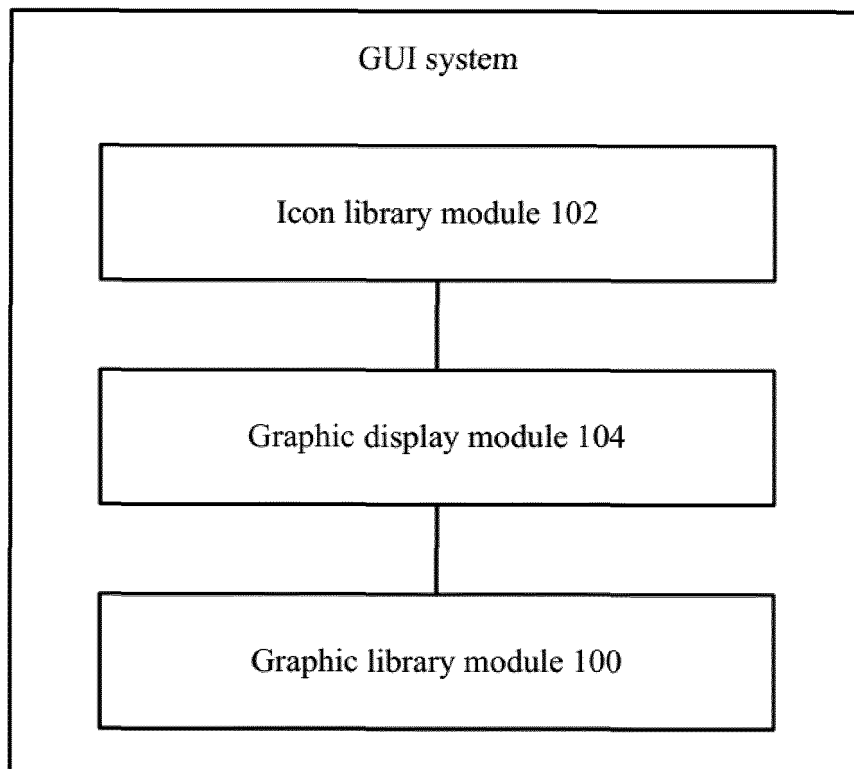 GUI system
Icon library module 102
Graphic display module 104
Graphic library module 100